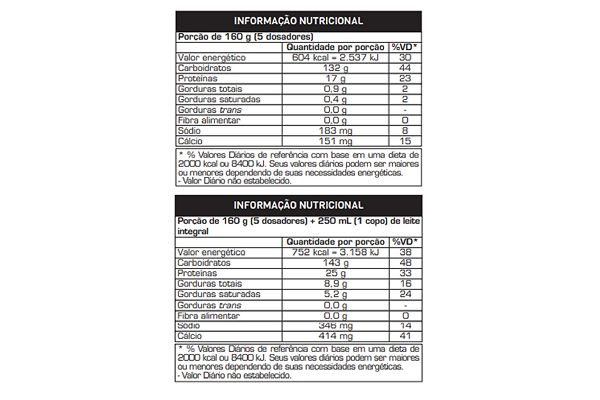 INFORMAÇÃO NUTRICIONAL
Porção de 160 g (5 dosadores)
Quantidade por porção %VD*
Valor energético 604 kcal = 2.537 kJ 30
Carboidratos 132 g 44
Proteínas 17 g 23
Gorduras totais 0,9 g 2
Gorduras saturadas 0,4 g 2
Gorduras trans 0,0 g -
Fibra alimentar 0,0 g 0
Sódio 183 mg 8
Cálcio 151 mg 15
* % Valores Diários de referência com base em uma dieta de
2000 kcal ou 8400 kJ. Seus valores diários podem ser maiores
ou menores dependendo de suas necessidades energéticas.
- Valor Diário não estabelecido.
INFORMAÇÃO NUTRICIONAL
Porção de 160 g (5 dosadores) + 250 mL (1 copo) de leite
integral
Quantidade por porção %VD*
Valor energético 752 kcal = 3.158 kJ 38
Carboidratos 143 g 48
Proteínas 25 g 33
Gorduras totais 8,9 g 16
Gorduras saturadas 5,2 g 24
Gorduras trans 0,0 g -
Fibra alimentar 0,0 g 0
Sódio 346 mg 14
Cálcio 414 mg 41
* % Valores Diários de referência com base em uma dieta de
2000 kcal ou 8400 kJ. Seus valores diários podem ser maiores
ou menores dependendo de suas necessidades energéticas.
- Valor Diário não estabelecido.